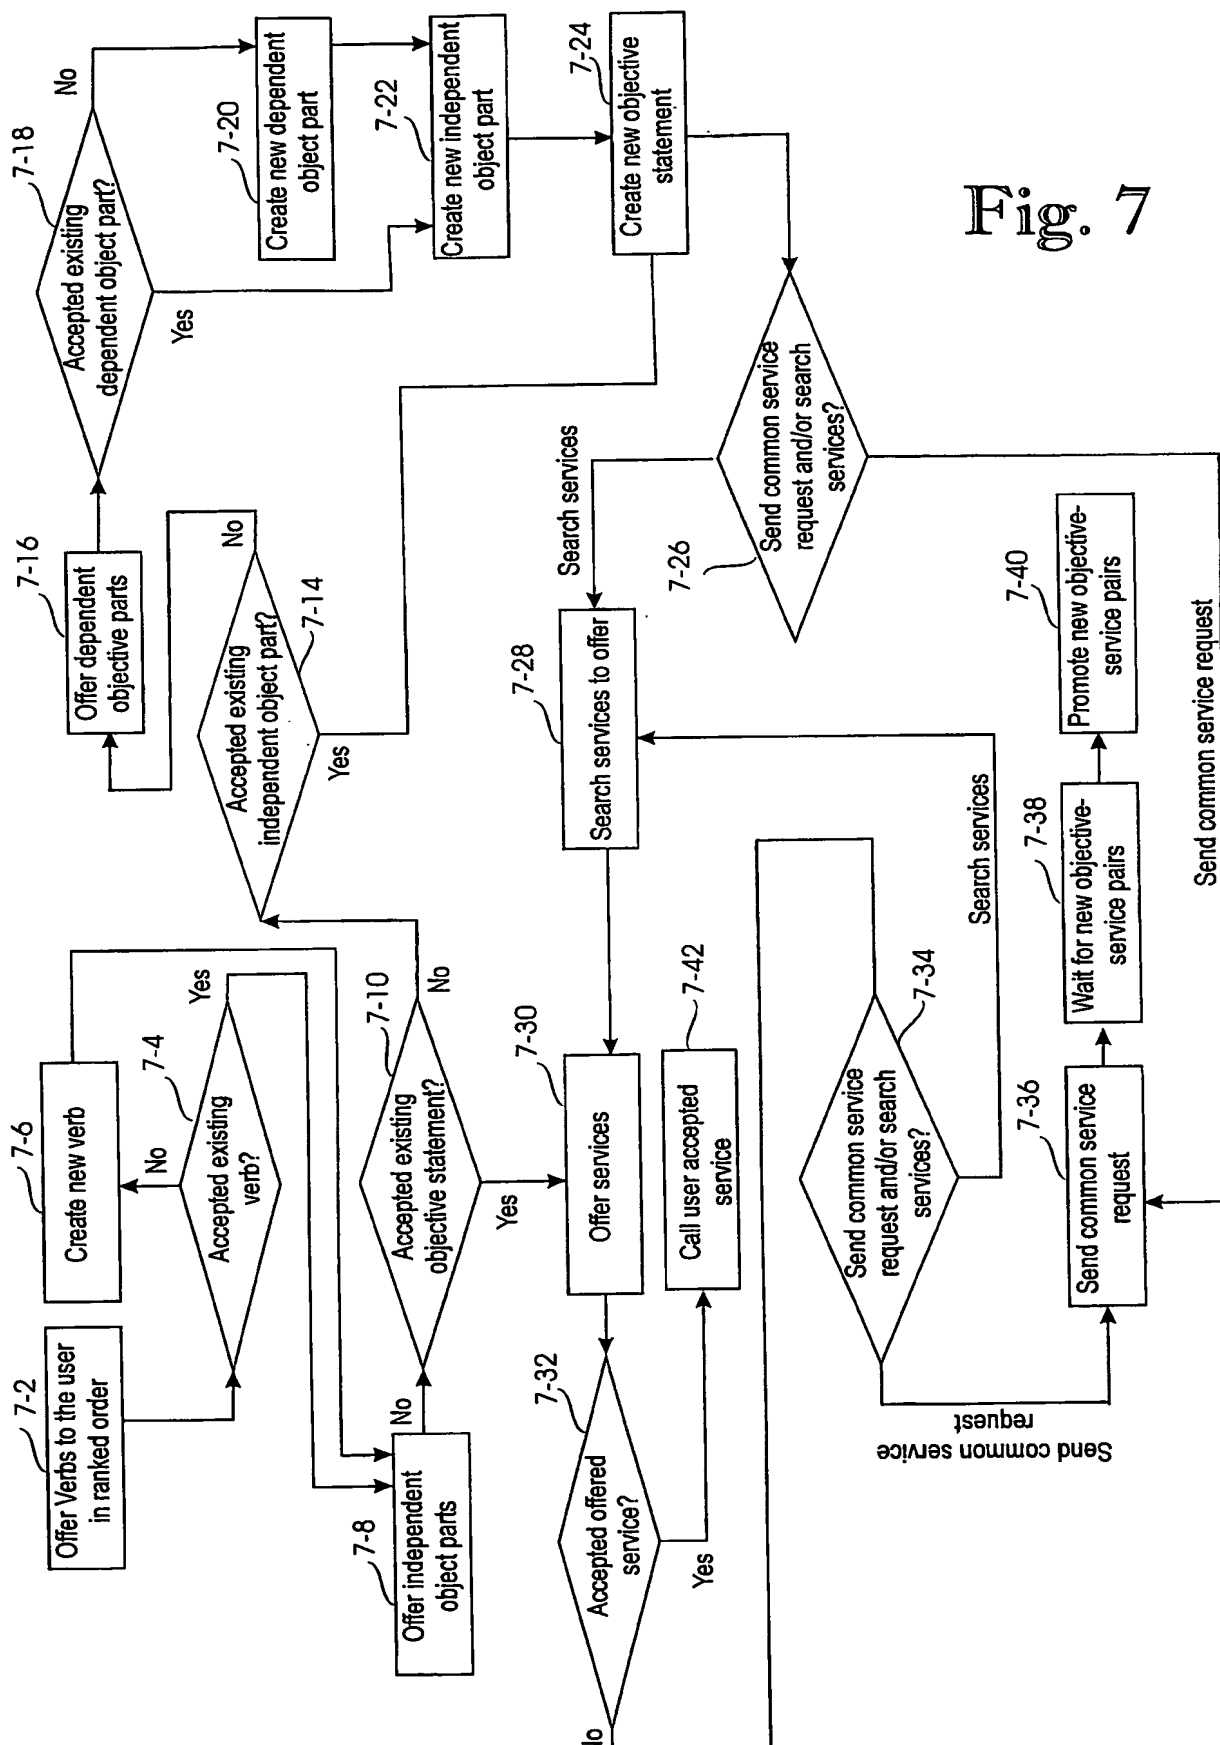 7-2
Offer Verbs to the user
in ranked order
7-6
Create new verb
No
7-4
Accepted existing
verb?
Yes
7-8
Offer independent
object parts
No
7-10
Accepted existing
objective statement?
No
Yes
7-14
Accepted existing
independent object part?
No
Yes
7-16
Offer dependent
objective parts
7-18
Accepted existing
dependent object part?
No
Yes
7-20
Create new dependent
object part
7-22
Create new independent
object part
7-24
Create new objective
statement
7-26
Send common service
request and/or search
services?
Search services
Send common service request
7-28
Search services to offer
7-30
Offer services
7-32
Accepted offered
service?
No
Yes
7-42
Call user accepted
service
7-34
Send common service
request and/or search
services?
Search services
Send common service
request
7-36
Send common service
request
7-38
Wait for new objective-
service pairs
7-40
Promote new objective-
service pairs
Fig. 7